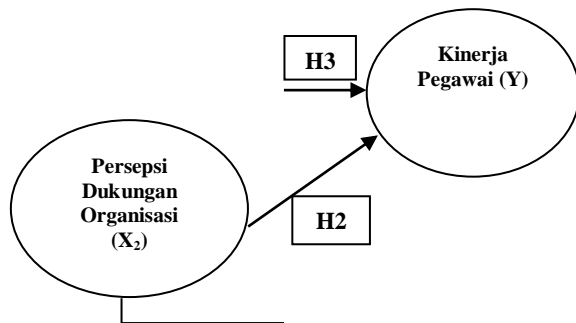 H3
Kinerja
Pegawai (Y)
Persepsi
Dukungan
Organisasi
(X₂)
H2